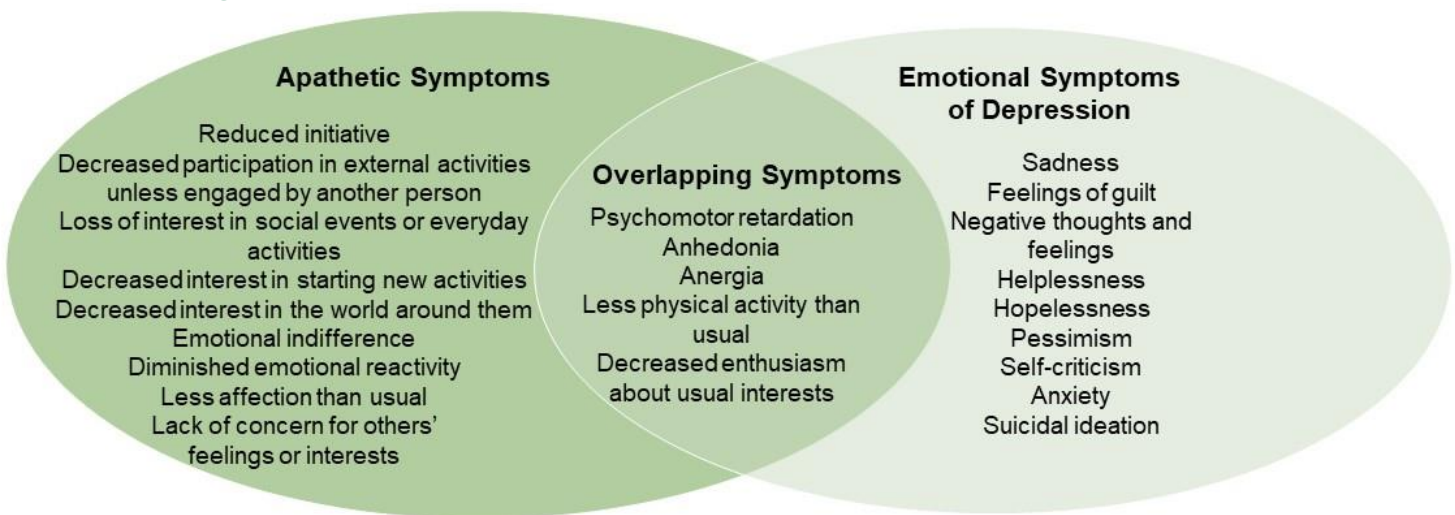 Apathetic Symptoms
Reduced initiative
Decreased participation in external activities
unless engaged by another person
Loss of interest in social events or everyday
activities
Decreased interest in starting new activities
Decreased interest in the world around them
Emotional indifference
Diminished emotional reactivity
Less affection than usual
Lack of concern for others’
feelings or interests
Overlapping Symptoms
Psychomotor retardation
Anhedonia
Anergia
Less physical activity than
usual
Decreased enthusiasm
about usual interests
Emotional Symptoms
of Depression
Sadness
Feelings of guilt
Negative thoughts and
feelings
Helplessness
Hopelessness
Pessimism
Self-criticism
Anxiety
Suicidal ideation